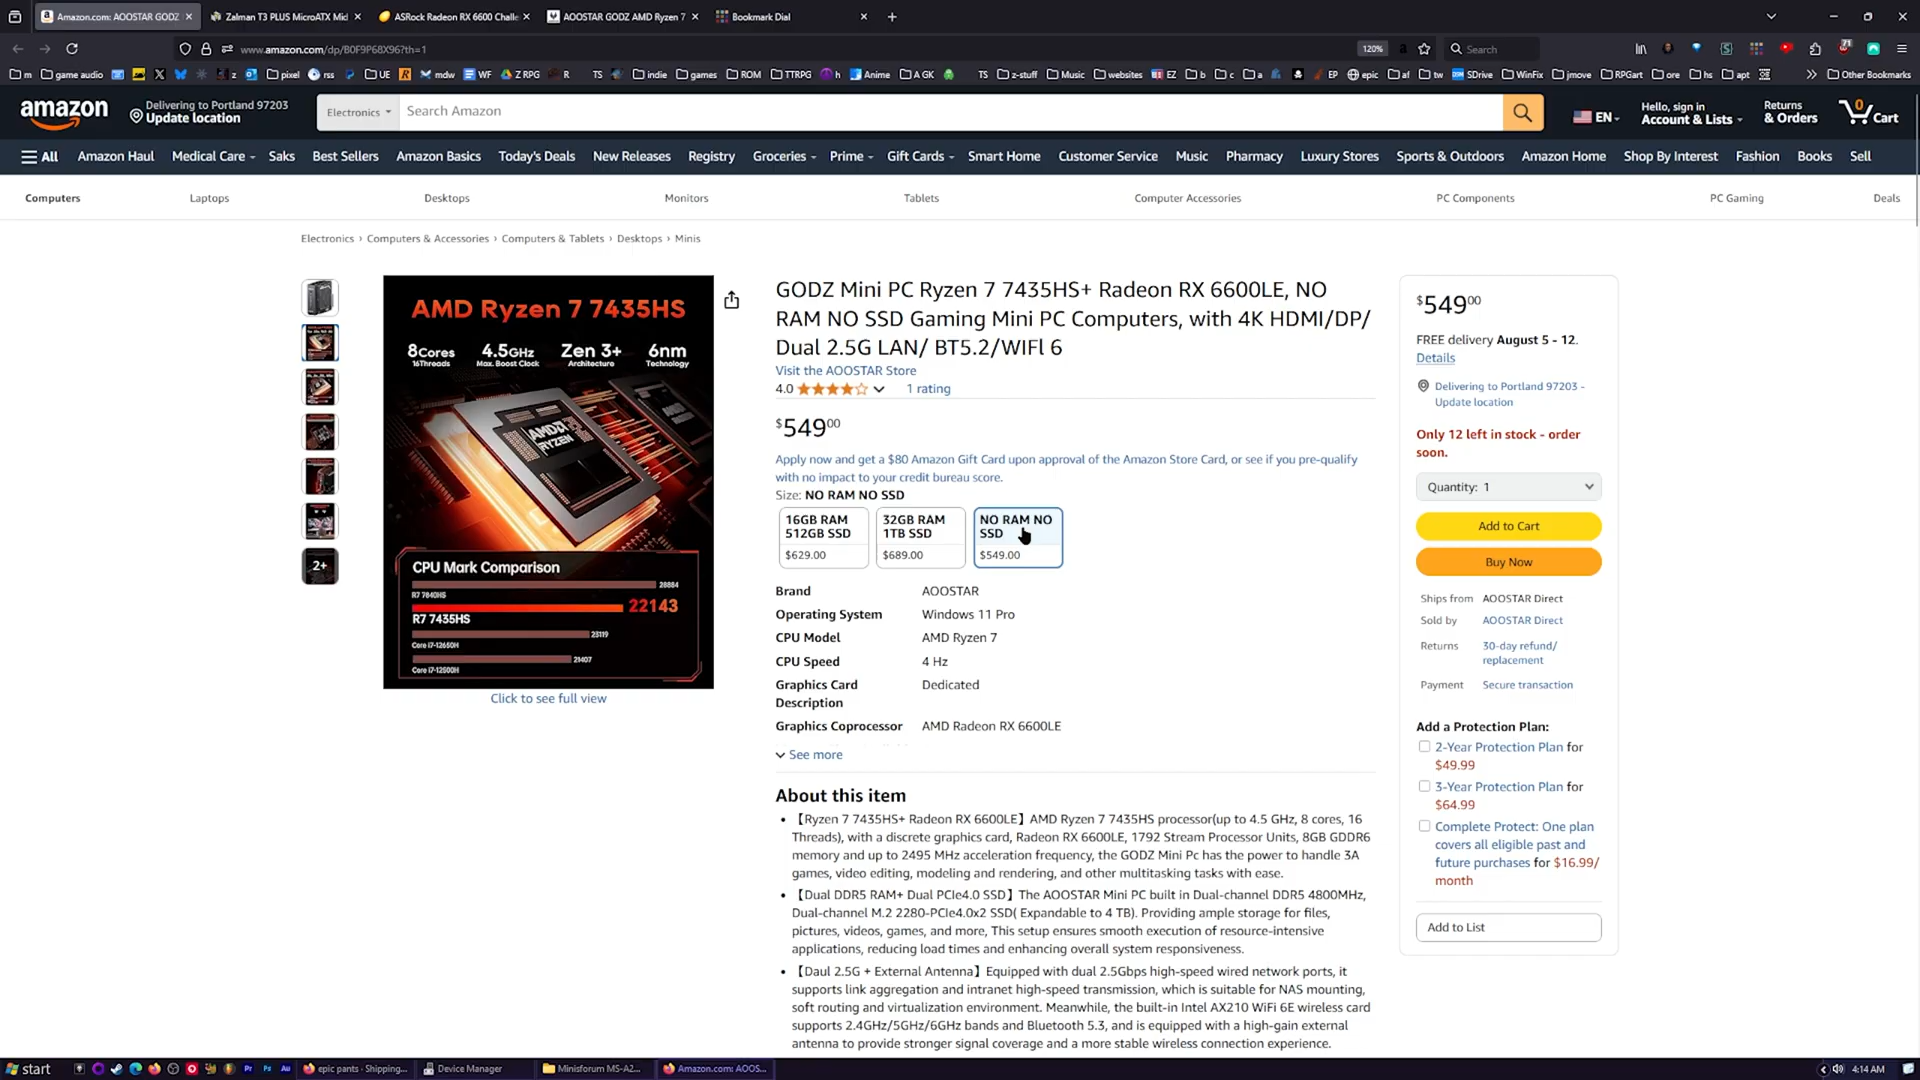 Amazon.com: AOOSTAR GODZ
Zalman T3 PLUS MicroATX Mid
ASRock Radeon RX 6600 Challe
AOOSTAR GODZ AMD Ryzen 7
Bookmark Dial
www.amazon.com/dp/B0F9P68X96?th=1
120%
Search
m
game audio
z
pixel
rss
UE
mdw
WF
Z RPG
R
TS
indie
games
ROM
TTRPG
h
Anime
A GK
TS
z-stuff
Music
websites
EZ
b
c
a
EP
epic
af
tw
SDrive
WinFix
jmove
RPGart
ore
hs
apt
Other Bookmarks
amazon
Delivering to Portland 97203
Update location
Electronics
Search Amazon
EN
Hello, sign in
Account & Lists
Returns
& Orders
0
Cart
All
Amazon Haul
Medical Care
Saks
Best Sellers
Amazon Basics
Today's Deals
New Releases
Registry
Groceries
Prime
Gift Cards
Smart Home
Customer Service
Music
Pharmacy
Luxury Stores
Sports & Outdoors
Amazon Home
Shop By Interest
Fashion
Books
Sell
Computers
Laptops
Desktops
Monitors
Tablets
Computer Accessories
PC Components
PC Gaming
Deals
Electronics › Computers & Accessories › Computers & Tablets › Desktops › Minis
2+
AMD Ryzen 7 7435HS
8Cores 4.5GHz Zen 3+ 6nm
16Threads Max. Boost Clock Architecture Technology
AMD
RYZEN
CPU Mark Comparison
28884
R7 7840HS
22143
R7 7435HS
23119
Core i7-12650H
21407
Core i7-12500H
Click to see full view
GODZ Mini PC Ryzen 7 7435HS+ Radeon RX 6600LE, NO
RAM NO SSD Gaming Mini PC Computers, with 4K HDMI/DP/
Dual 2.5G LAN/ BT5.2/WIFl 6
Visit the AOOSTAR Store
4.0
1 rating
$54900
Apply now and get a $80 Amazon Gift Card upon approval of the Amazon Store Card, or see if you pre-qualify
with no impact to your credit bureau score.
Size: NO RAM NO SSD
16GB RAM
512GB SSD
$629.00
32GB RAM
1TB SSD
$689.00
NO RAM NO
SSD
$549.00
Brand AOOSTAR
Operating System Windows 11 Pro
CPU Model AMD Ryzen 7
CPU Speed 4 Hz
Graphics Card Dedicated
Description
Graphics Coprocessor AMD Radeon RX 6600LE
See more
About this item
• 【Ryzen 7 7435HS+ Radeon RX 6600LE】AMD Ryzen 7 7435HS processor(up to 4.5 GHz, 8 cores, 16
Threads), with a discrete graphics card, Radeon RX 6600LE, 1792 Stream Processor Units, 8GB GDDR6
memory and up to 2495 MHz acceleration frequency, the GODZ Mini Pc has the power to handle 3A
games, video editing, modeling and rendering, and other multitasking tasks with ease.
• 【Dual DDR5 RAM+ Dual PCIe4.0 SSD】The AOOSTAR Mini PC built in Dual-channel DDR5 4800MHz,
Dual-channel M.2 2280-PCIe4.0x2 SSD( Expandable to 4 TB). Providing ample storage for files,
pictures, videos, games, and more, This setup ensures smooth execution of resource-intensive
applications, reducing load times and enhancing overall system responsiveness.
• 【Daul 2.5G + External Antenna】Equipped with dual 2.5Gbps high-speed wired network ports, it
supports link aggregation and intranet high-speed transmission, which is suitable for NAS mounting,
soft routing and virtualization environment. Meanwhile, the built-in Intel AX210 WiFi 6E wireless card
supports 2.4GHz/5GHz/6GHz bands and Bluetooth 5.3, and is equipped with a high-gain external
antenna to provide stronger signal coverage and a more stable wireless connection experience.
$54900
FREE delivery August 5 - 12.
Details
Delivering to Portland 97203 -
Update location
Only 12 left in stock - order
soon.
Quantity: 1
Add to Cart
Buy Now
Ships from AOOSTAR Direct
Sold by AOOSTAR Direct
Returns 30-day refund/
replacement
Payment Secure transaction
Add a Protection Plan:
2-Year Protection Plan for
$49.99
3-Year Protection Plan for
$64.99
Complete Protect: One plan
covers all eligible past and
future purchases for $16.99/
month
Add to List
start
epic pants - Shipping...
Device Manager
Minisforum MS-A2...
Amazon.com: AOOS...
4:14 AM